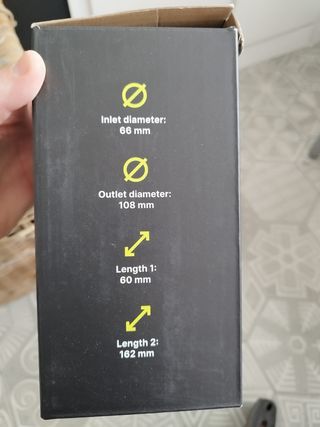 Inlet diameter:
66 mm
Outlet diameter:
108 mm
Length 1:
60 mm
Length 2:
162 mm